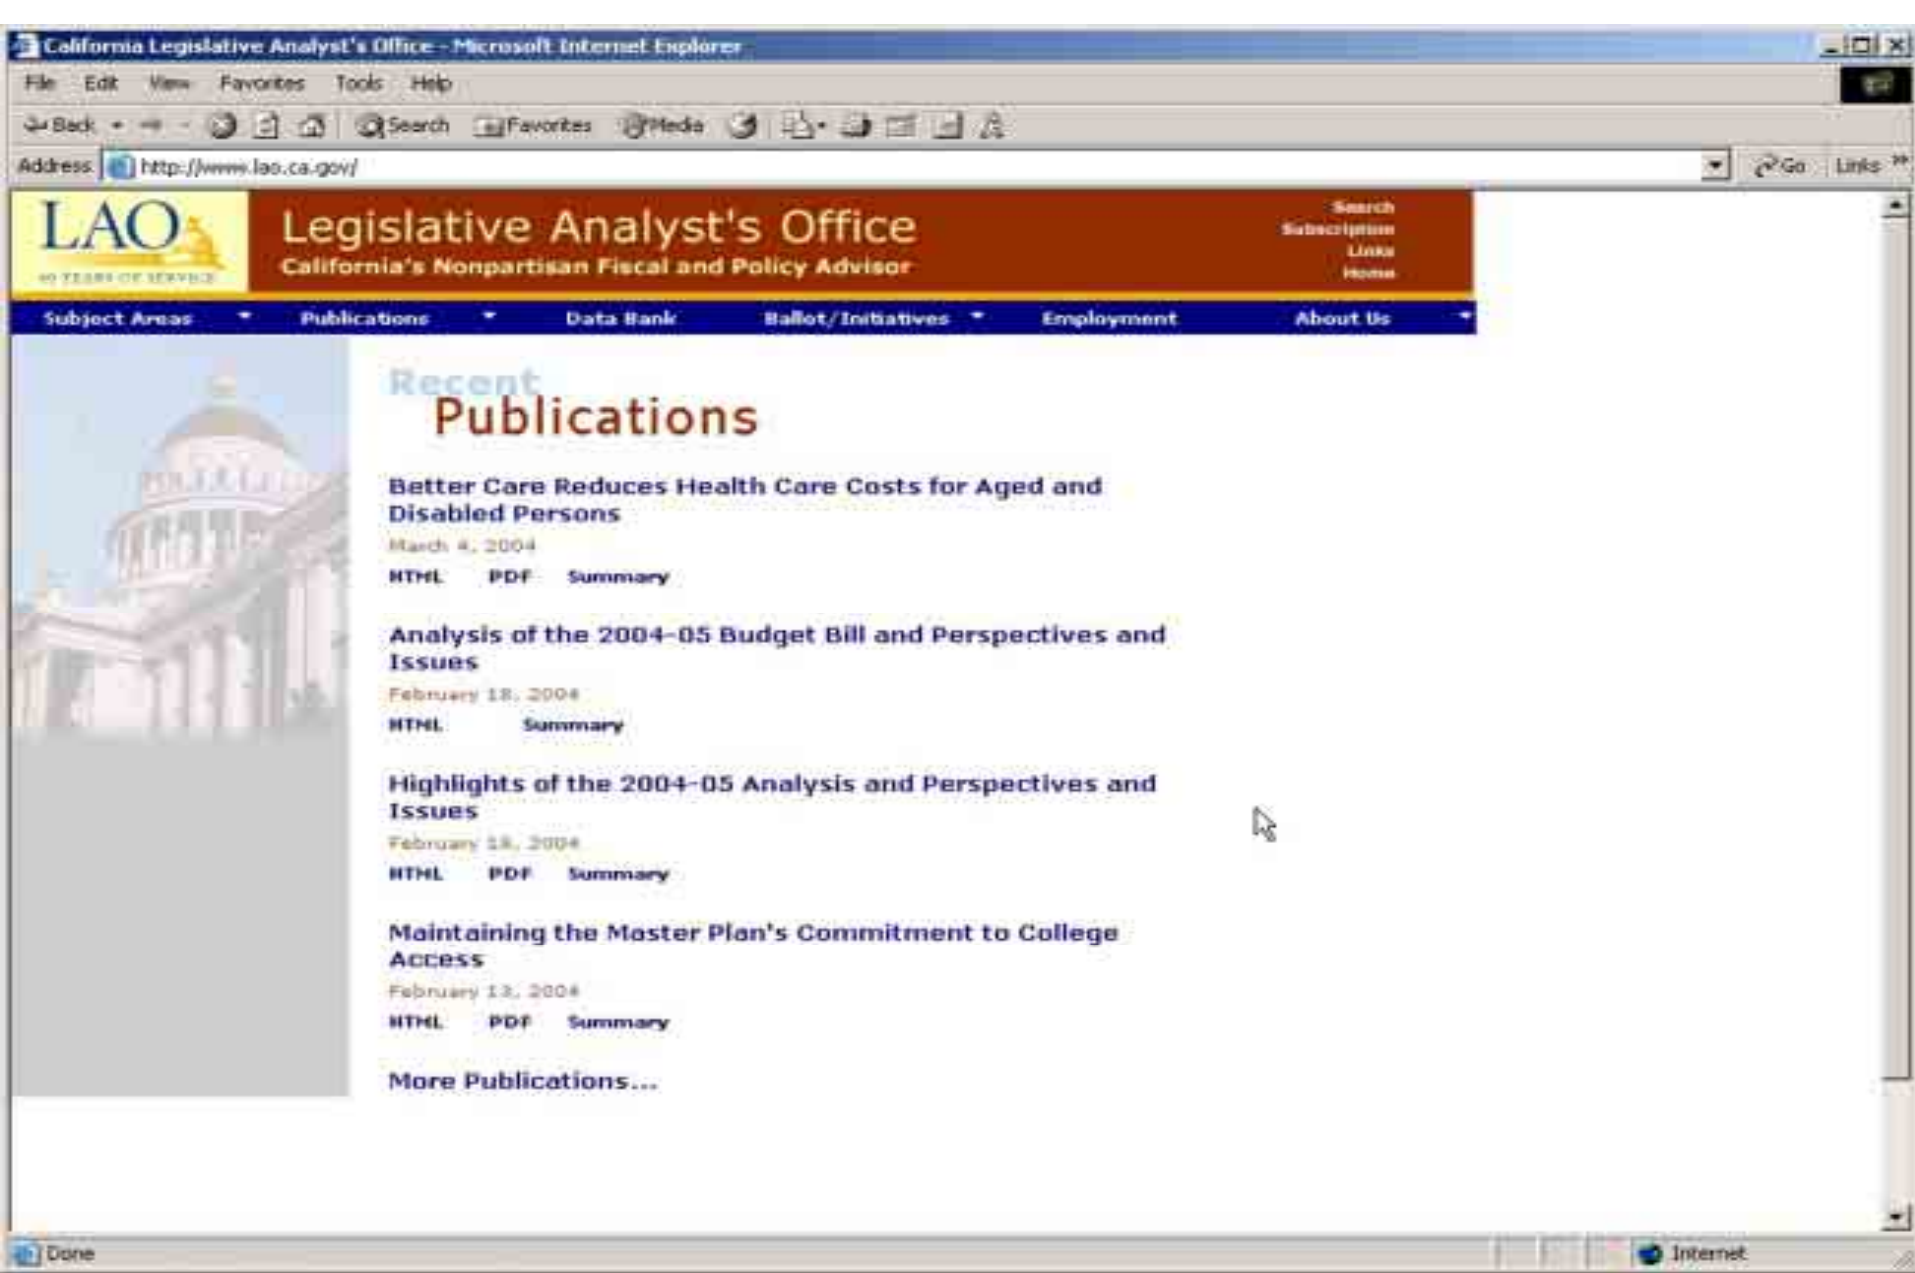 California Legislative Analyst's Office - Microsoft Internet Explorer
File Edit View Favorites Tools Help
Back Search Favorites Media
Address http://www.lao.ca.gov/ Go Links
LAO
60 YEARS OF SERVICE
Legislative Analyst's Office
California's Nonpartisan Fiscal and Policy Advisor
Search
Subscription
Links
Home
Subject Areas Publications Data Bank Ballot/Initiatives Employment About Us
Recent
Publications
Better Care Reduces Health Care Costs for Aged and
Disabled Persons
March 4, 2004
HTML PDF Summary
Analysis of the 2004-05 Budget Bill and Perspectives and
Issues
February 18, 2004
HTML Summary
Highlights of the 2004-05 Analysis and Perspectives and
Issues
February 18, 2004
HTML PDF Summary
Maintaining the Master Plan's Commitment to College
Access
February 13, 2004
HTML PDF Summary
More Publications...
Done Internet